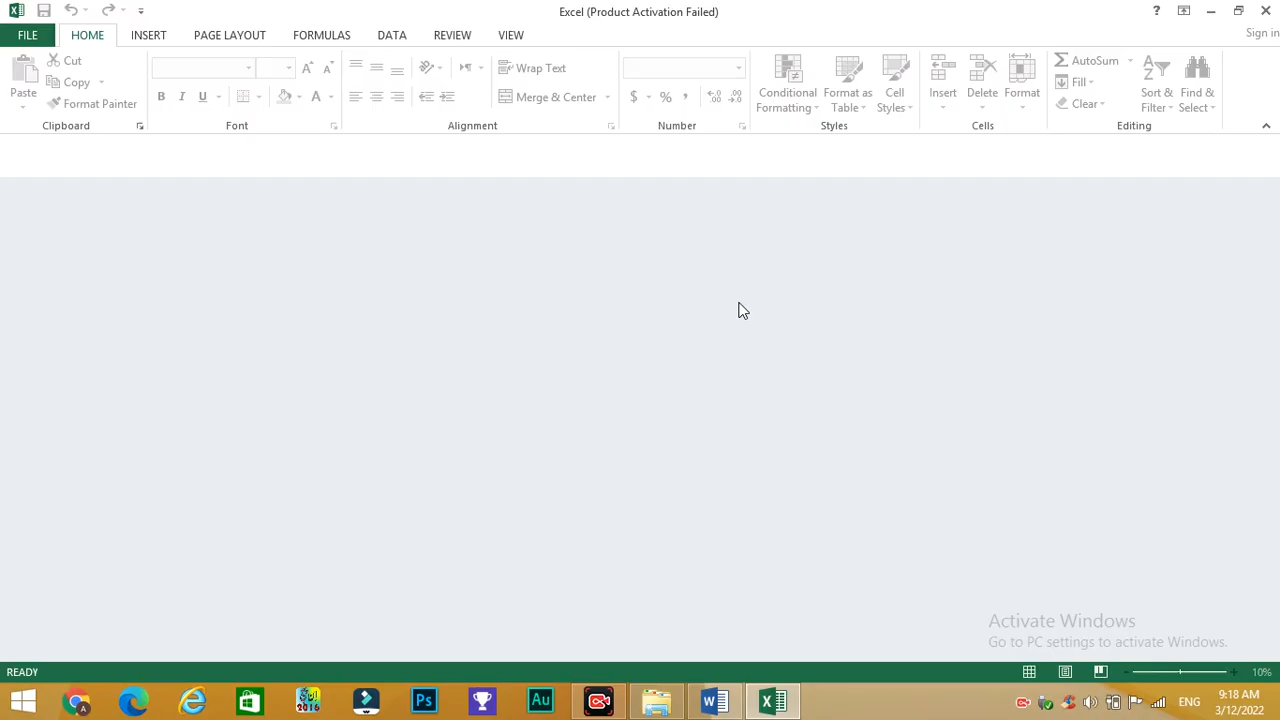 Excel (Product Activation Failed)
?
Sign in
FILE HOME INSERT PAGE LAYOUT FORMULAS DATA REVIEW VIEW
Paste
Cut
Copy
Format Painter
Clipboard
B I U
A A A
Font
Wrap Text
Merge & Center
Alignment
$ % ,
Number
Conditional
Formatting
Format as
Table
Cell
Styles
Styles
Insert
Delete
Format
Cells
AutoSum
Fill
Clear
Sort &
Filter
Find &
Select
Editing
Activate Windows
Go to PC settings to activate Windows.
READY
10%
2016
Ps
Au
ENG
9:18 AM
3/12/2022